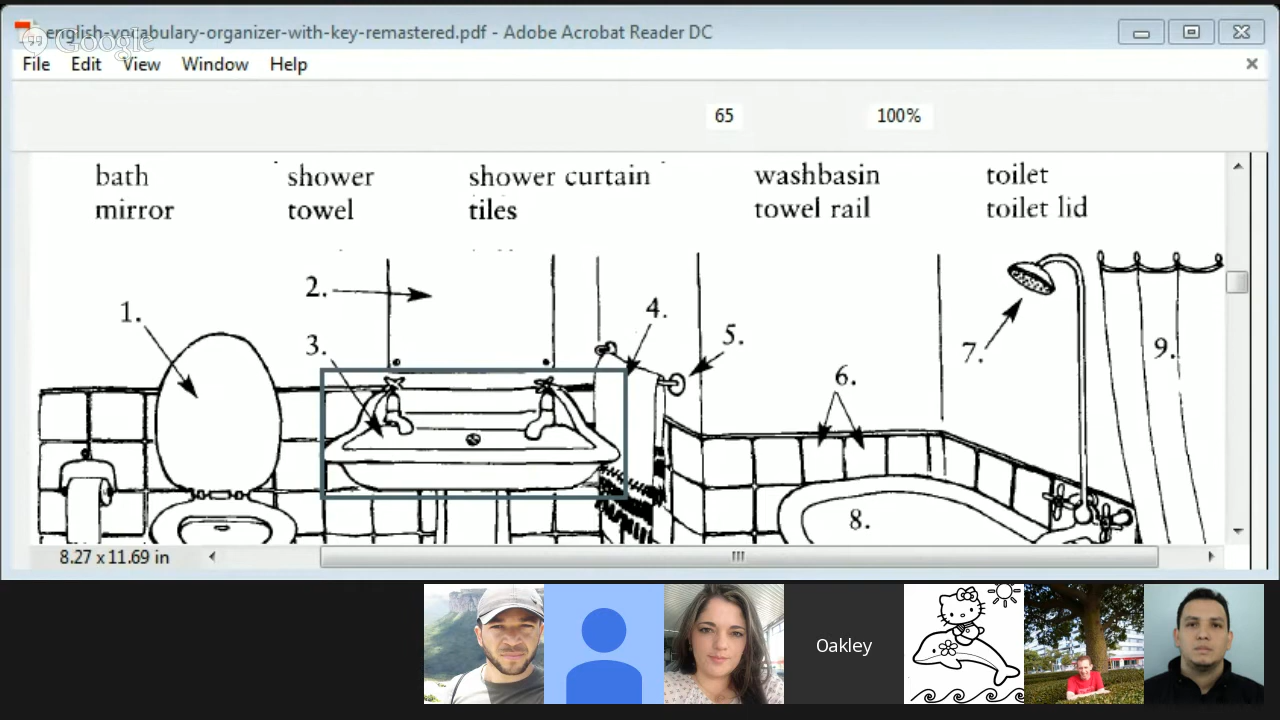 english-vocabulary-organizer-with-key-remastered.pdf - Adobe Acrobat Reader DC
Google
File Edit View Window Help
65 100%
bath shower shower curtain washbasin toilet
mirror towel tiles towel rail toilet lid
1. 2. 3. 4. 5. 6. 7. 8. 9.
8.27 x 11.69 in
Oakley